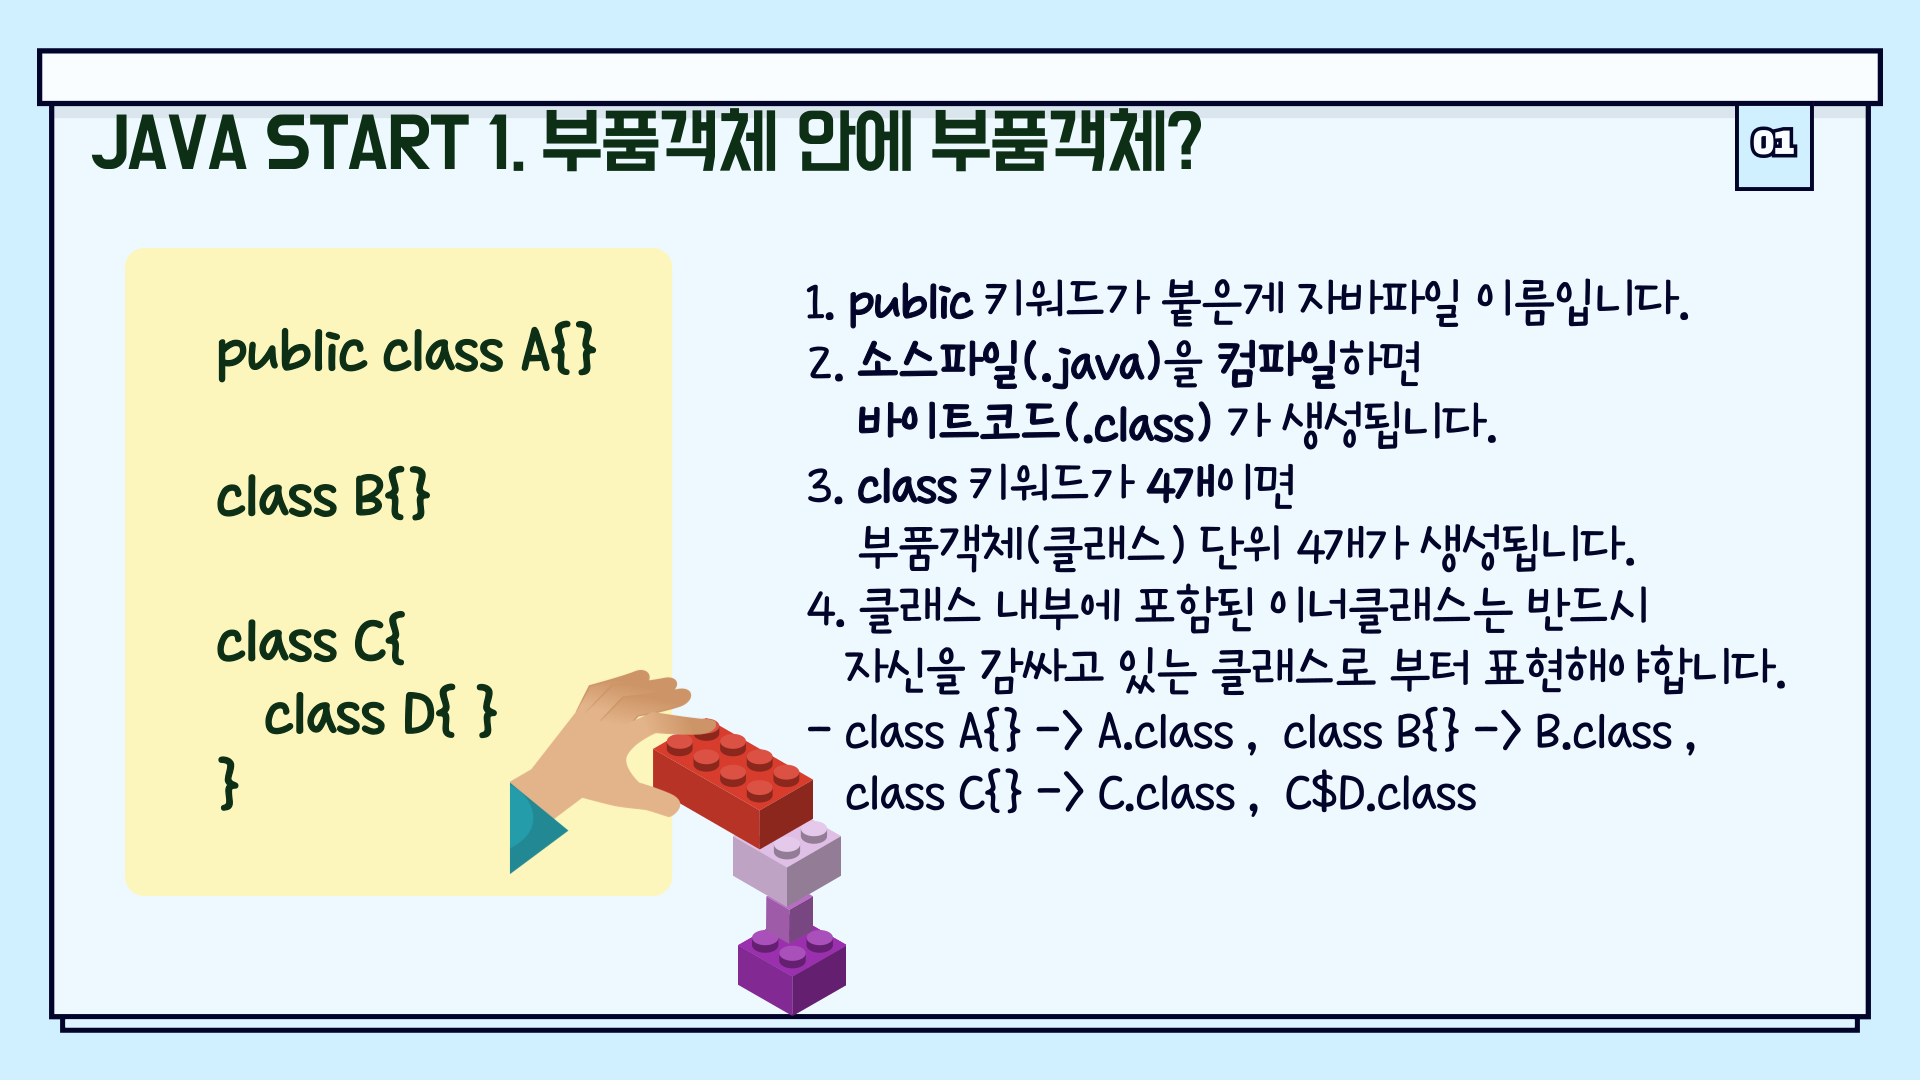 JAVA START 1. 부품객체 안에 부품객체?
01
public class A{}
class B{}
class C{
class D{ }
}
1. public 키워드가 붙은게 자바파일 이름입니다.
2. 소스파일(.java)을 컴파일하면
바이트코드(.class) 가 생성됩니다.
3. class 키워드가 4개이면
부품객체(클래스) 단위 4개가 생성됩니다.
4. 클래스 내부에 포함된 이너클래스는 반드시
자신을 감싸고 있는 클래스로 부터 표현해야합니다.
- class A{} -> A.class , class B{} -> B.class ,
class C{} -> C.class , C$D.class